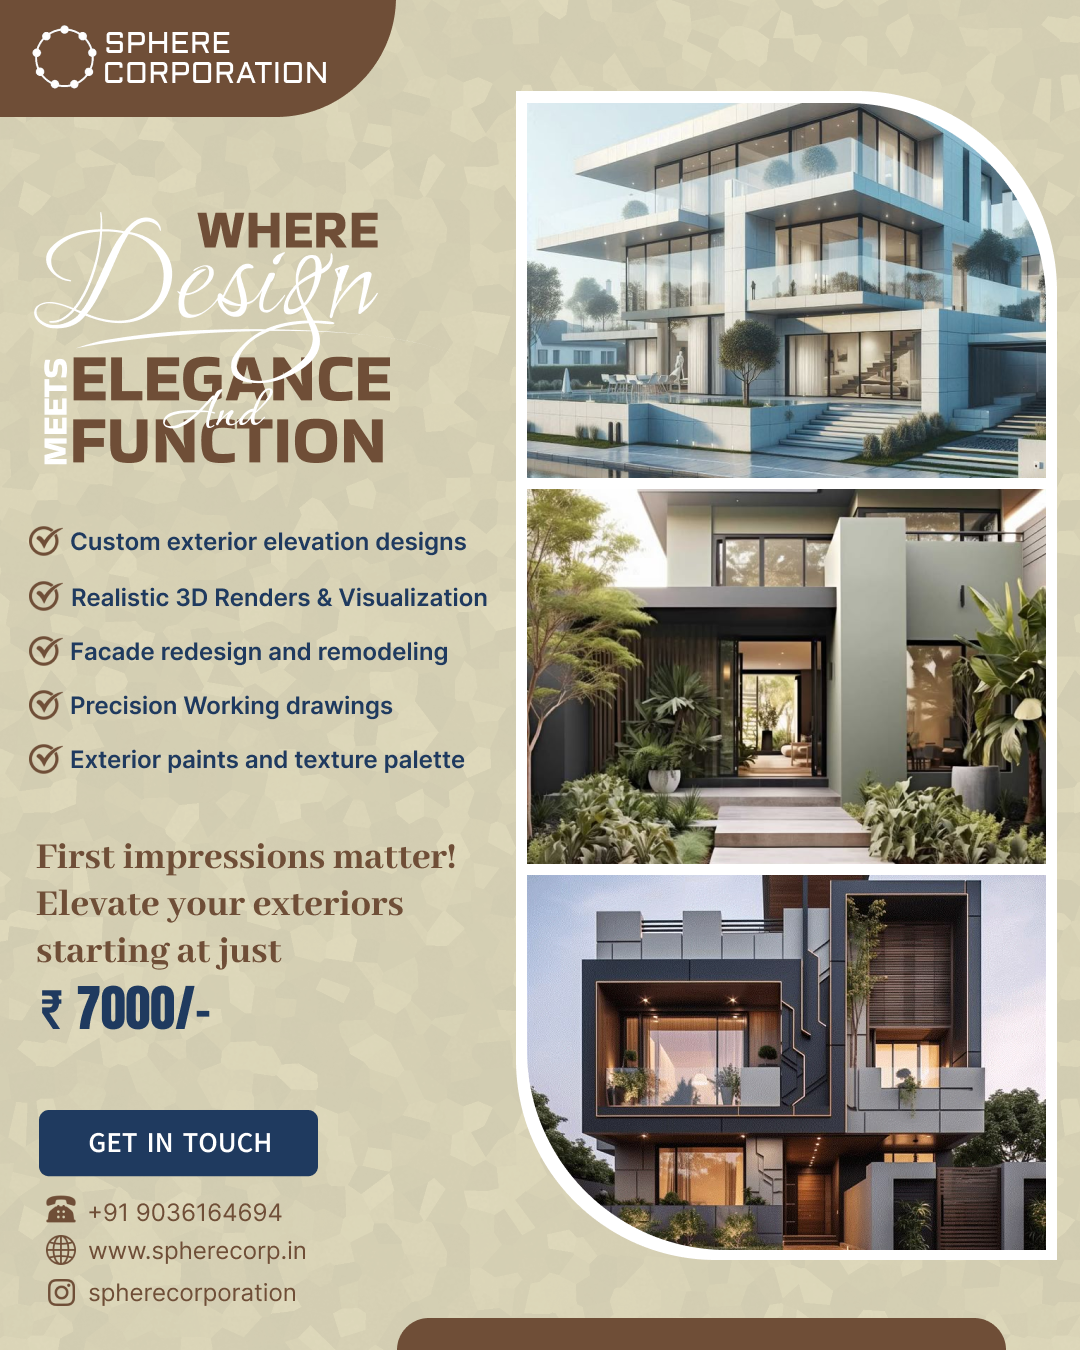 SPHERE
CORPORATION
WHERE
Design
MEETS
ELEGANCE
And
FUNCTION
Custom exterior elevation designs
Realistic 3D Renders & Visualization
Facade redesign and remodeling
Precision Working drawings
Exterior paints and texture palette
First impressions matter!
Elevate your exteriors
starting at just
₹ 7000/-
GET IN TOUCH
+91 9036164694
www.spherecorp.in
spherecorporation